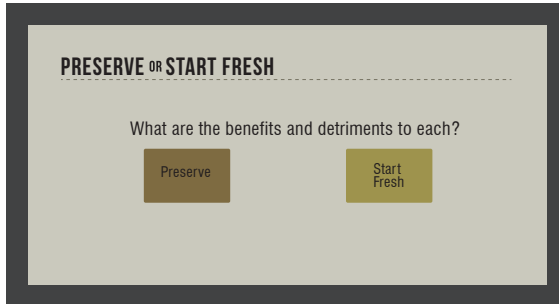 PRESERVE OR START FRESH
What are the benefits and detriments to each?
Preserve
Start
Fresh